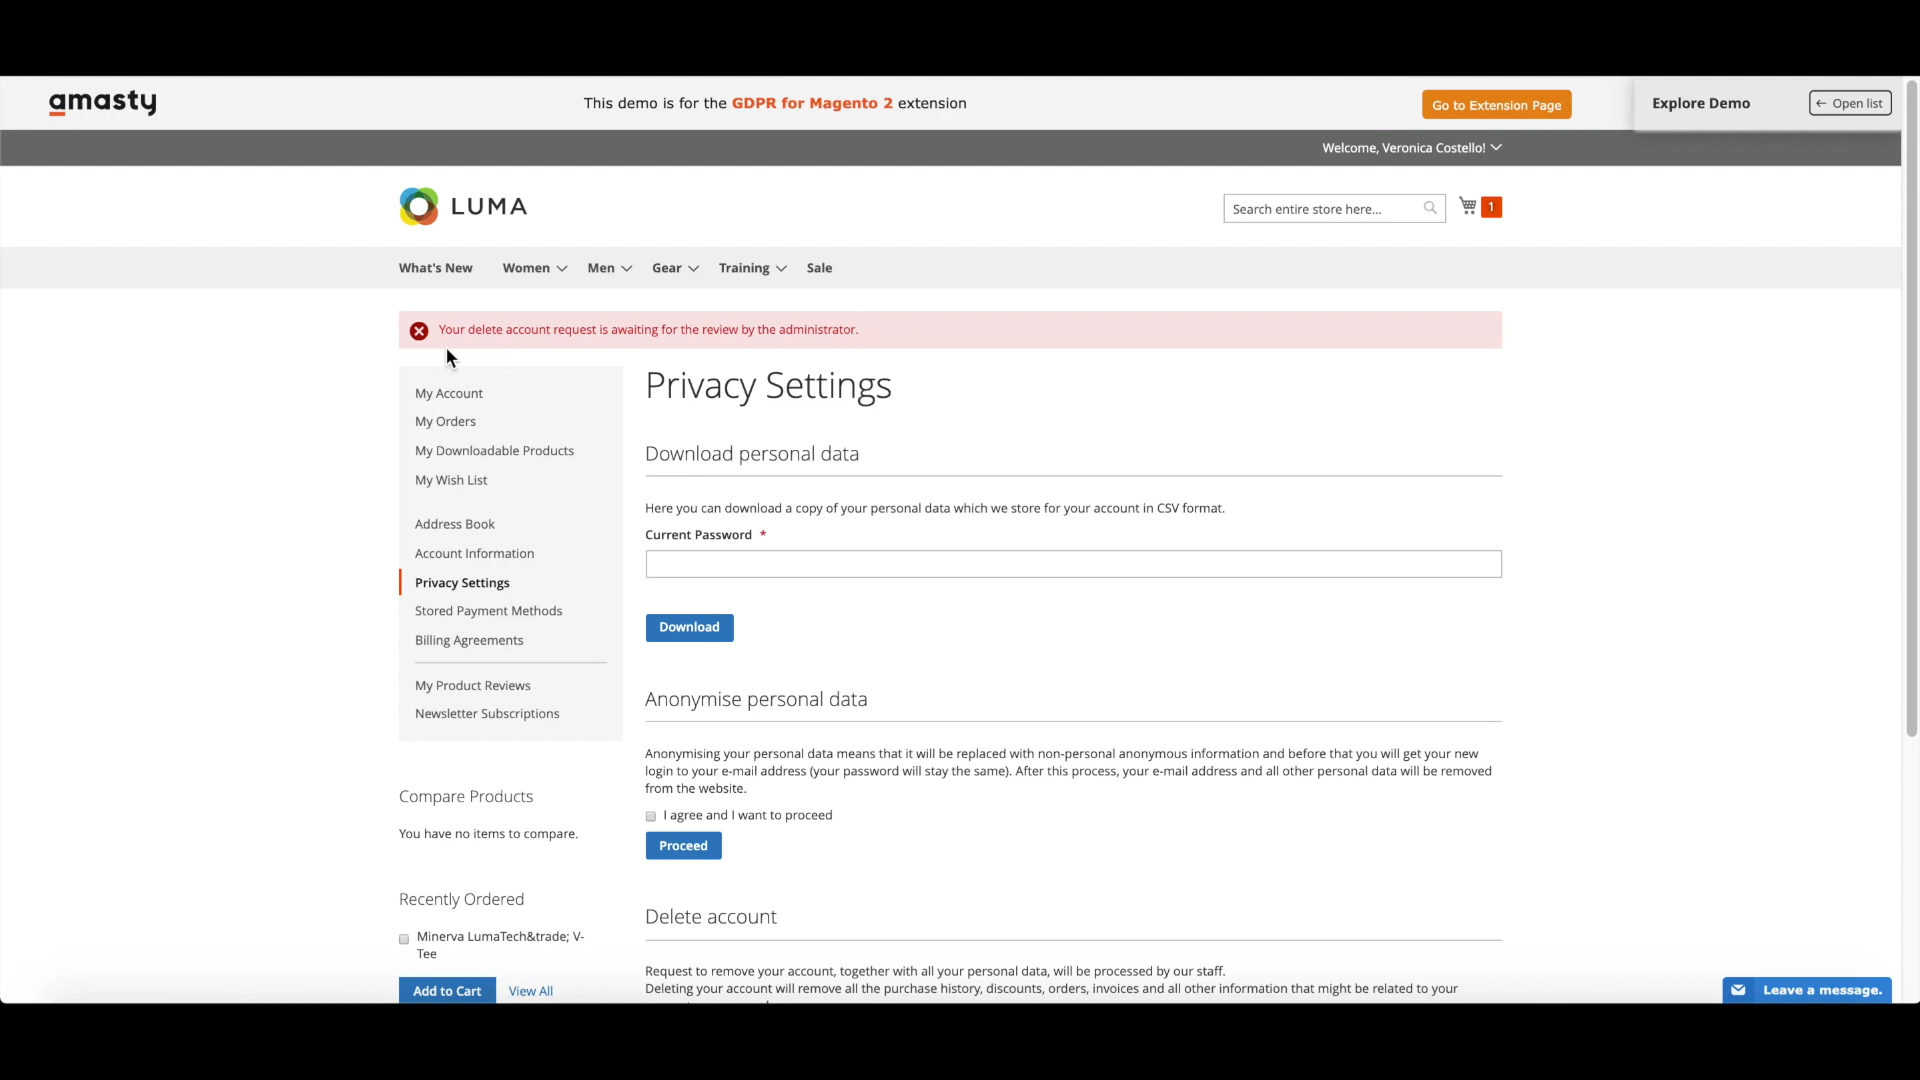 amasty
This demo is for the GDPR for Magento 2 extension
Go to Extension Page
Explore Demo
← Open list
Welcome, Veronica Costello!
LUMA
Search entire store here...
1
What's New
Women
Men
Gear
Training
Sale
Your delete account request is awaiting for the review by the administrator.
My Account
My Orders
My Downloadable Products
My Wish List
Address Book
Account Information
Privacy Settings
Stored Payment Methods
Billing Agreements
My Product Reviews
Newsletter Subscriptions
Compare Products
You have no items to compare.
Recently Ordered
Minerva LumaTech&trade; V-
Tee
Add to Cart
View All
Privacy Settings
Download personal data
Here you can download a copy of your personal data which we store for your account in CSV format.
Current Password *
Download
Anonymise personal data
Anonymising your personal data means that it will be replaced with non-personal anonymous information and before that you will get your new
login to your e-mail address (your password will stay the same). After this process, your e-mail address and all other personal data will be removed
from the website.
I agree and I want to proceed
Proceed
Delete account
Request to remove your account, together with all your personal data, will be processed by our staff.
Deleting your account will remove all the purchase history, discounts, orders, invoices and all other information that might be related to your
Leave a message.